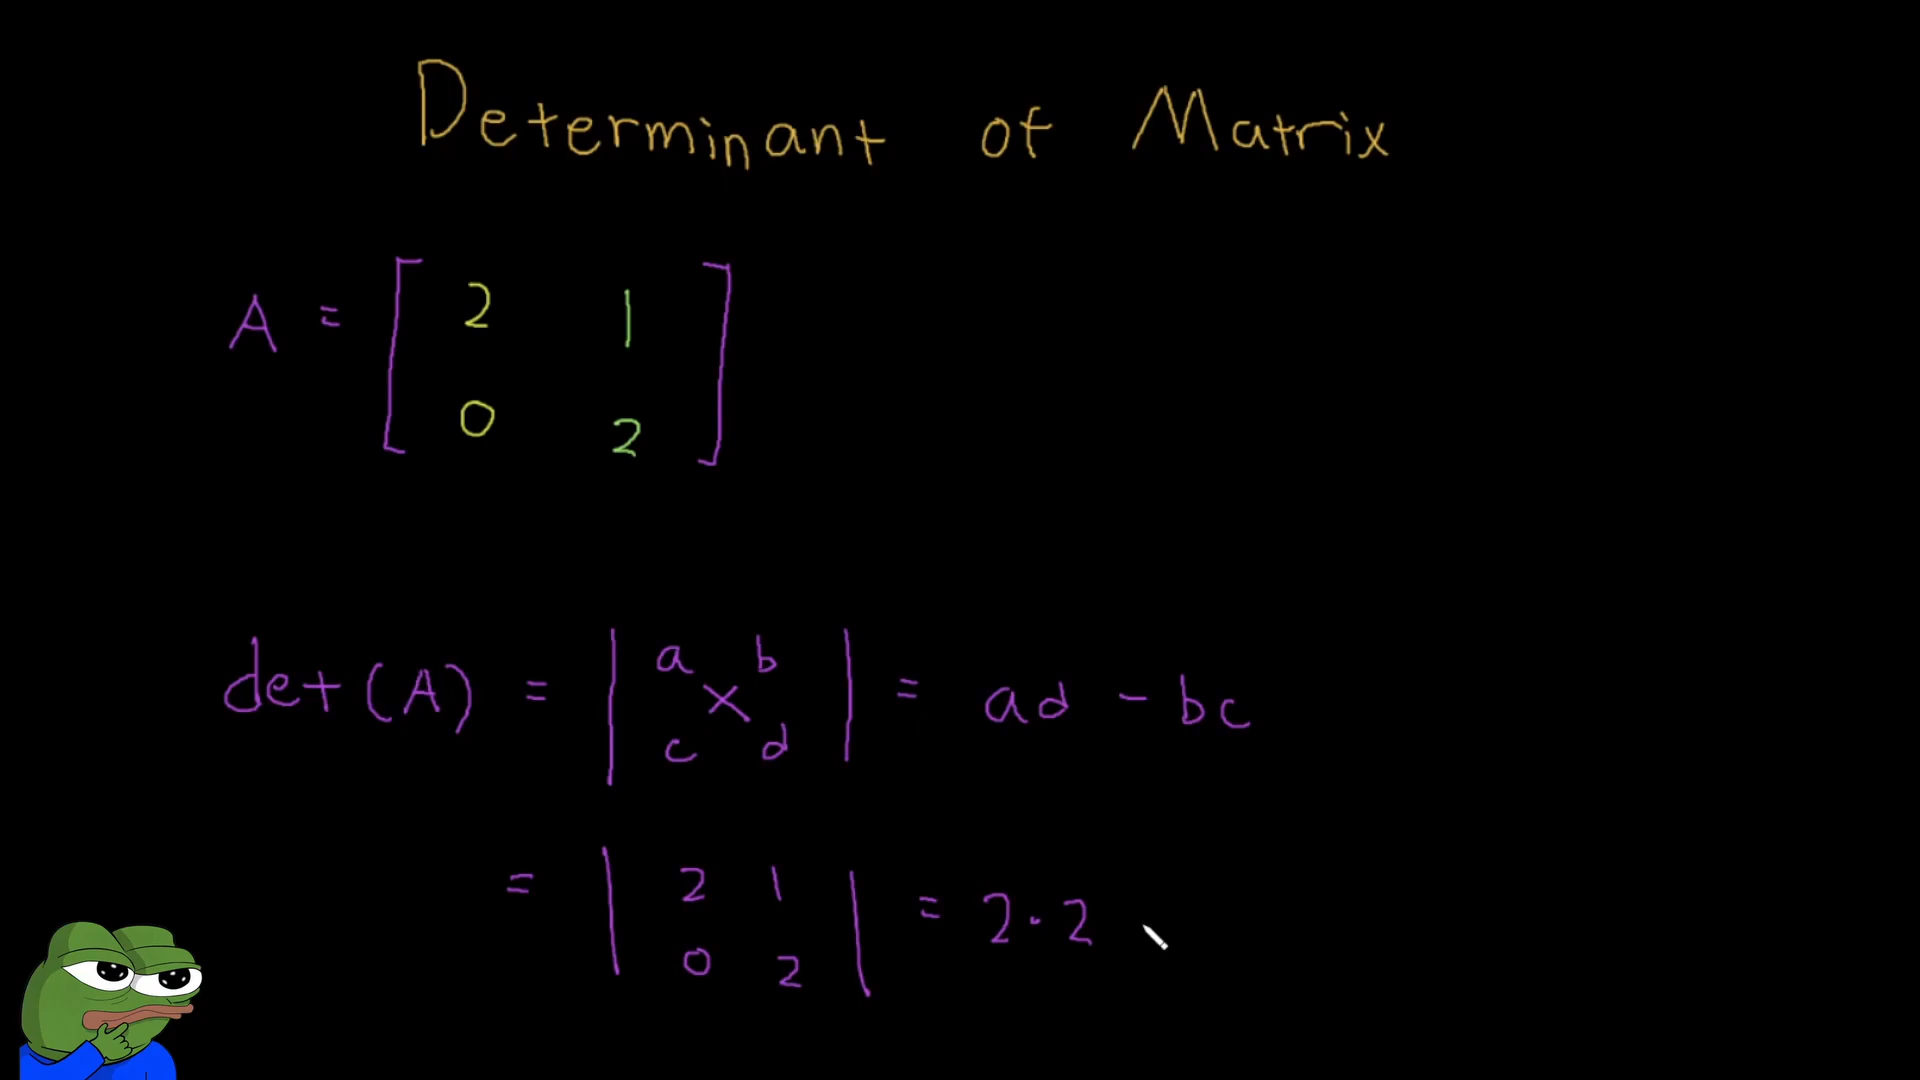 Determinant of Matrix
A = [ 2 1
0 2 ]
det (A) = | a b
c d | = ad - bc
= | 2 1
0 2 | = 2 · 2